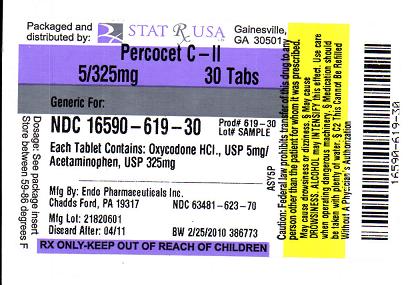 Packaged and
distributed by:
STAT Rx USA
Gainesville,
GA 30501
Percocet C-II
5/325mg 30 Tabs
Generic For:
NDC 16590-619-30
Prod# 619-30
Lot# SAMPLE
Each Tablet Contains: Oxycodone HCl., USP 5mg/
Acetaminophen, USP 325mg
ASY5P
Mfg By: Endo Pharmaceuticals Inc.
Chadds Ford, PA 19317 NDC 63481-623-70
Mfg Lot: 21820601
Discard After: 04/11 BW 2/25/2010 386773
RX ONLY-KEEP OUT OF REACH OF CHILDREN
Dosage: See package insert
Store between 59-86 degrees F
Caution: Federal law prohibits transfer of this drug to any
person other than the patient for whom it was prescribed.
May cause drowsiness or dizziness. § May cause
DROWSINESS. ALCOHOL may INTENSIFY this effect. Use care
when operating dangerous machinery. § Medication should
be taken with plenty of water. § C2 This Cannot Be Refilled
Without A Physician's Authorization
16590-619-30